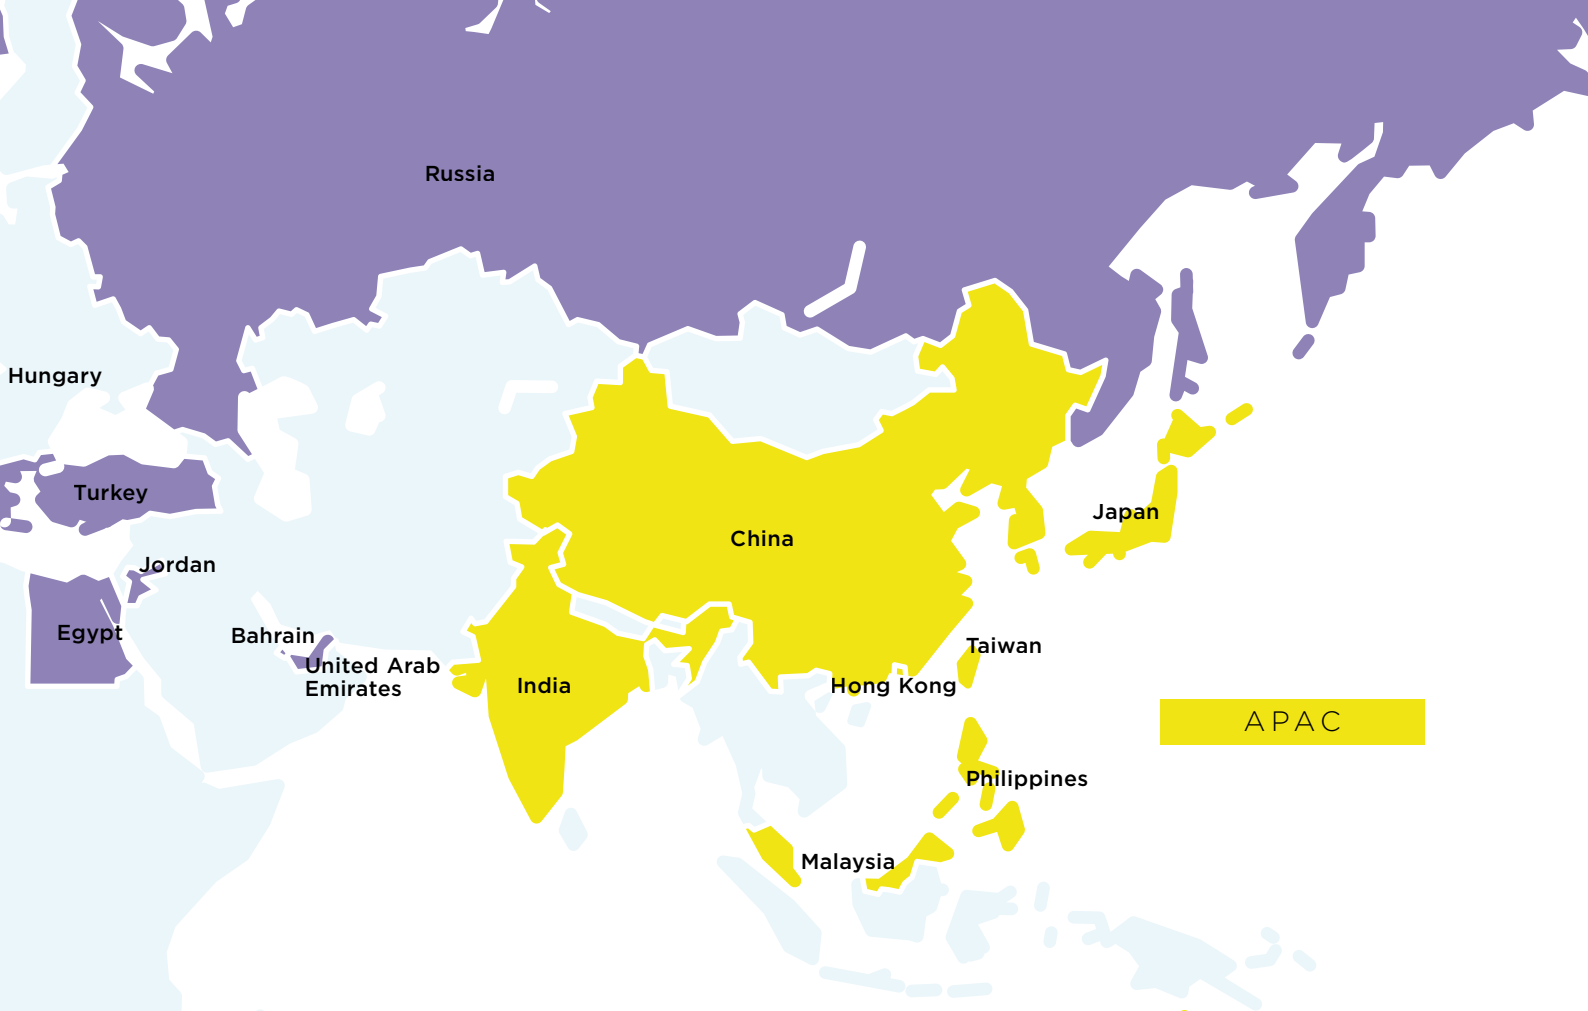 Russia
Hungary
Turkey
Japan
China
Jordan
Egypt
Bahrain
Taiwan
United Arab
Emirates
India
Hong Kong
APAC
Philippines
Malaysia